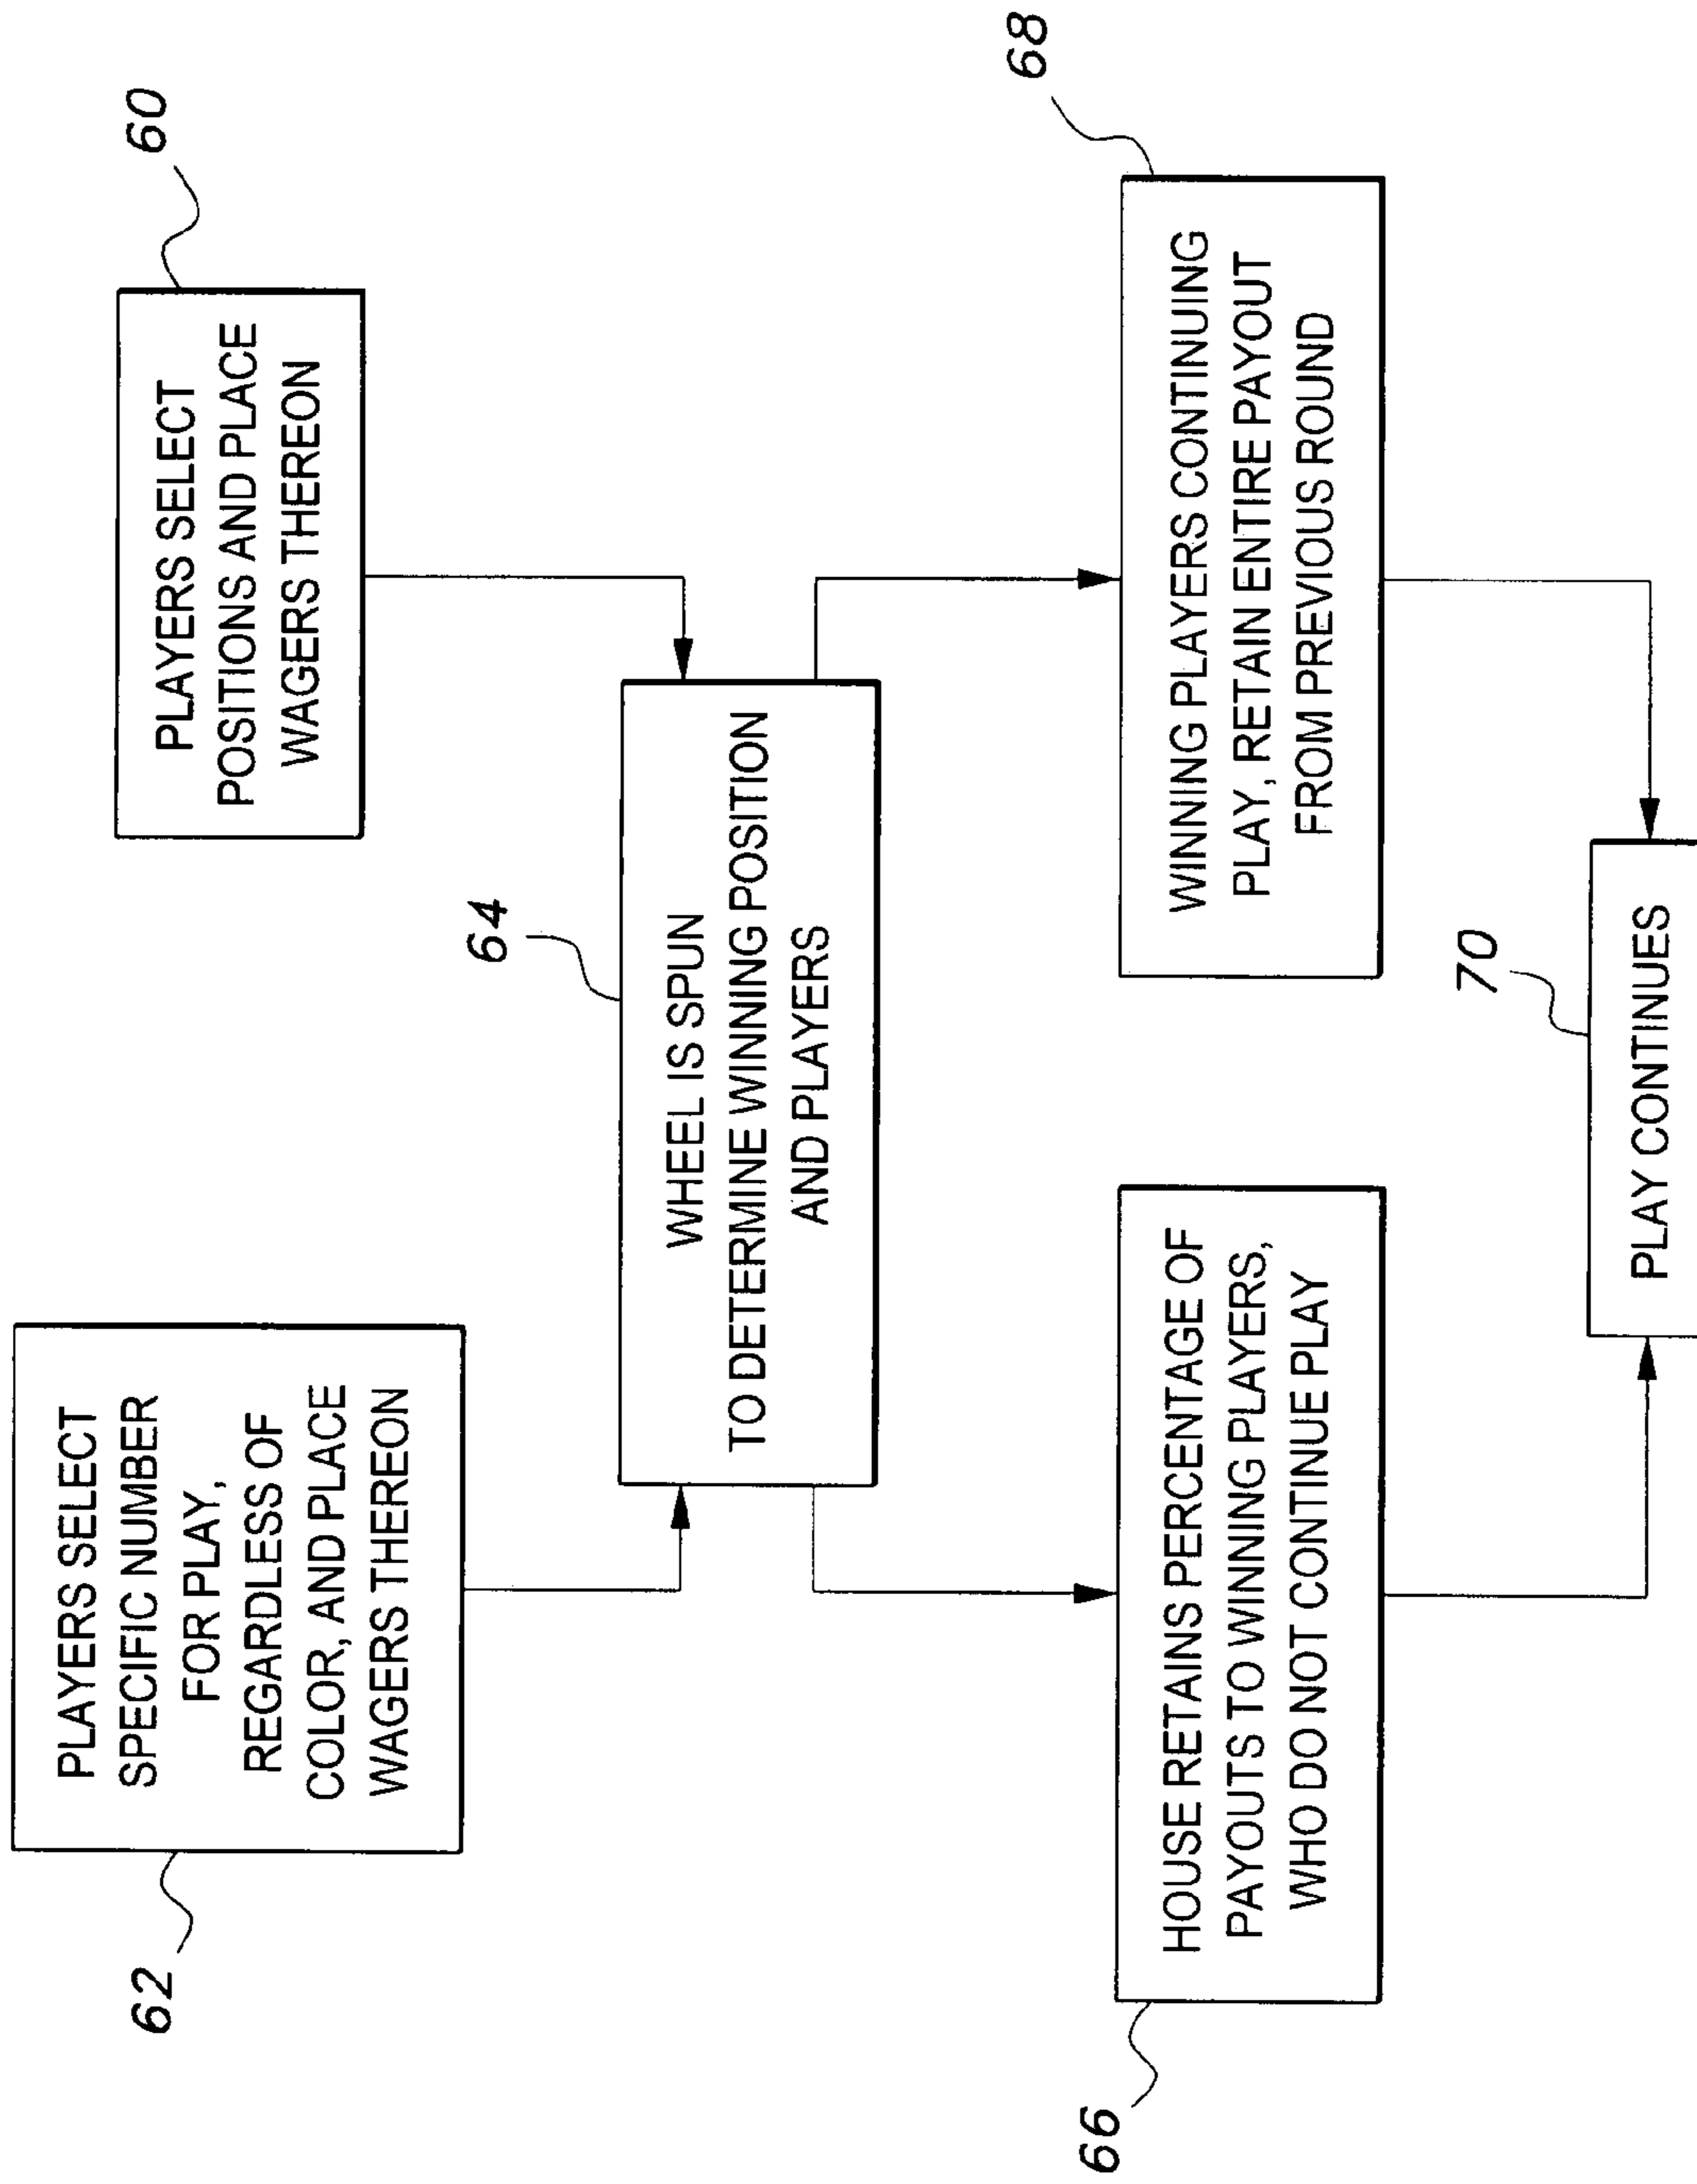 62
PLAYERS SELECT
SPECIFIC NUMBER
FOR PLAY,
REGARDLESS OF
COLOR, AND PLACE
WAGERS THEREON
60
PLAYERS SELECT
POSITIONS AND PLACE
WAGERS THEREON
64
WHEEL IS SPUN
TO DETERMINE WINNING POSITION
AND PLAYERS
66
HOUSE RETAINS PERCENTAGE OF
PAYOUTS TO WINNING PLAYERS,
WHO DO NOT CONTINUE PLAY
68
WINNING PLAYERS CONTINUING
PLAY, RETAIN ENTIRE PAYOUT
FROM PREVIOUS ROUND
70
PLAY CONTINUES